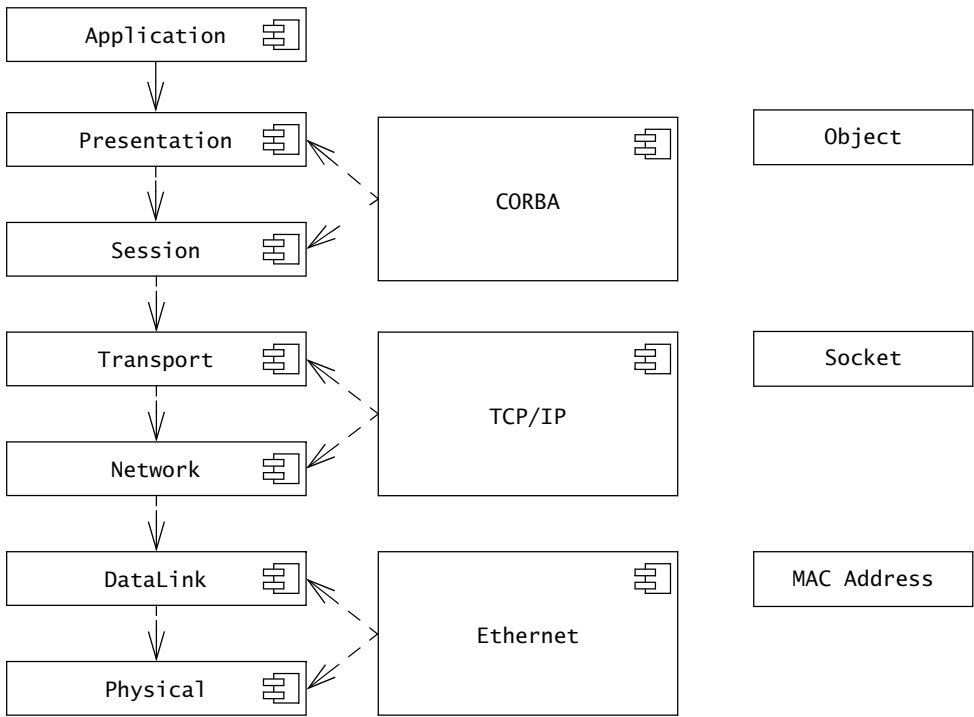 Application
Presentation
Object
CORBA
Session
Transport
Socket
TCP/IP
Network
DataLink
MAC Address
Ethernet
Physical